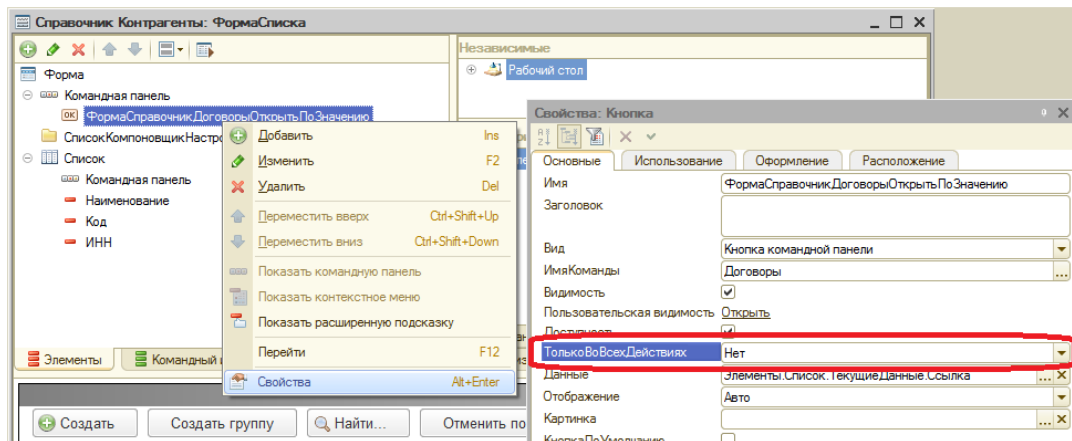 Справочник Контрагенты: ФормаСписка
Форма
Командная панель
ФормаСправочникДоговорыОткрытьПоЗначению
СписокКомпоновщикНастро
Список
Командная панель
Наименование
Код
ИНН
Элементы
Командный и
Независимые
Рабочий стол
Добавить Ins
Изменить F2
Удалить Del
Переместить вверх Ctrl+Shift+Up
Переместить вниз Ctrl+Shift+Down
Показать командную панель
Показать контекстное меню
Показать расширенную подсказку
Перейти F12
Свойства Alt+Enter
Создать
Создать группу
Найти...
Отменить по
Свойства: Кнопка
Основные Использование Оформление Расположение
Имя ФормаСправочникДоговорыОткрытьПоЗначению
Заголовок
Вид Кнопка командной панели
ИмяКоманды Договоры
Видимость
Пользовательская видимость Открыть
Доступность
ТолькоВоВсехДействиях Нет
Данные Элементы.Список.ТекущиеДанные.Ссылка
Отображение Авто
Картинка
КнопкаПоУмолчанию